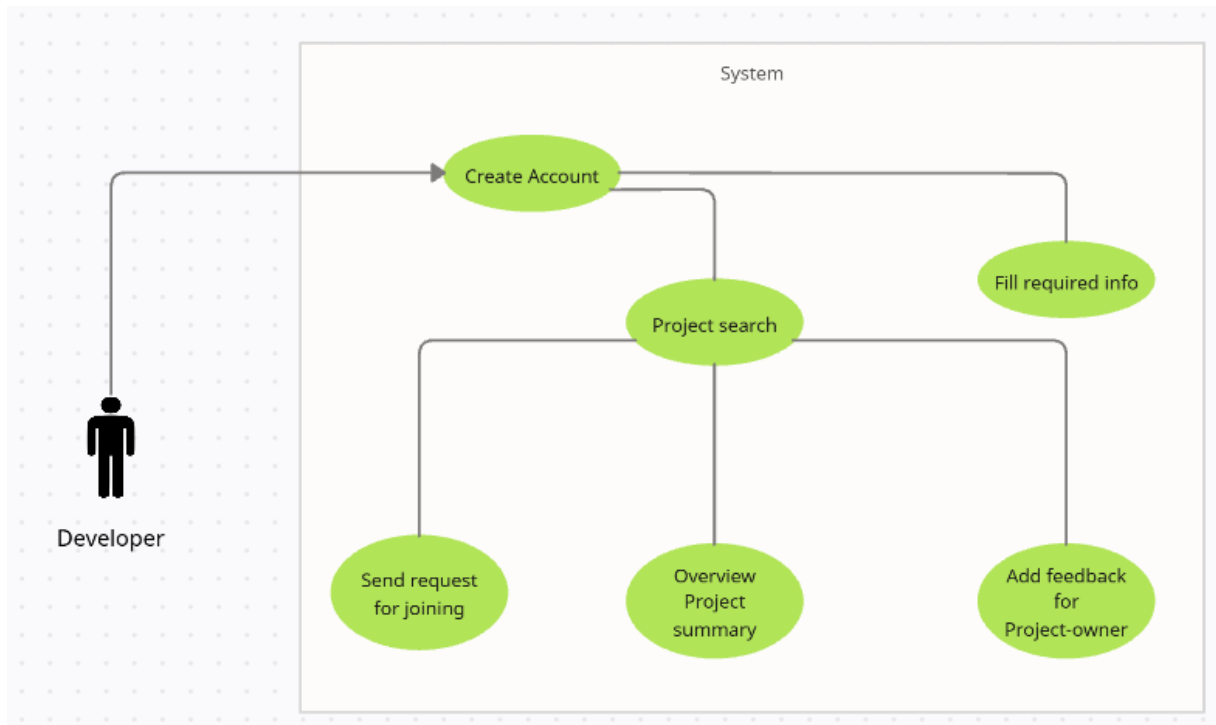 System
Create Account
Fill required info
Project search
Developer
Send request
for joining
Overview
Project
summary
Add feedback
for
Project-owner